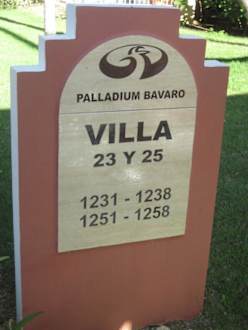 PALLADIUM BAVARO
VILLA
23 Y 25
1231 - 1238
1251 - 1258